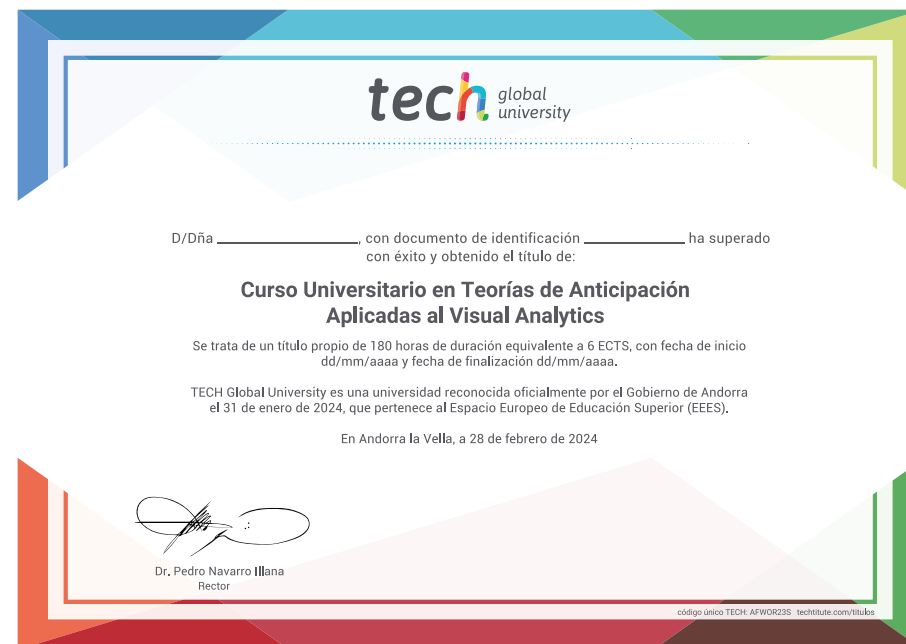 tech global university
D/Dña ____________, con documento de identificación ____________ ha superado
con éxito y obtenido el título de:
Curso Universitario en Teorías de Anticipación
Aplicadas al Visual Analytics
Se trata de un título propio de 180 horas de duración equivalente a 6 ECTS, con fecha de inicio
dd/mm/aaaa y fecha de finalización dd/mm/aaaa.
TECH Global University es una universidad reconocida oficialmente por el Gobierno de Andorra
el 31 de enero de 2024, que pertenece al Espacio Europeo de Educación Superior (EEES).
En Andorra la Vella, a 28 de febrero de 2024
Dr. Pedro Navarro Illana
Rector
código único TECH: AFWOR23S techtitute.com/titulos